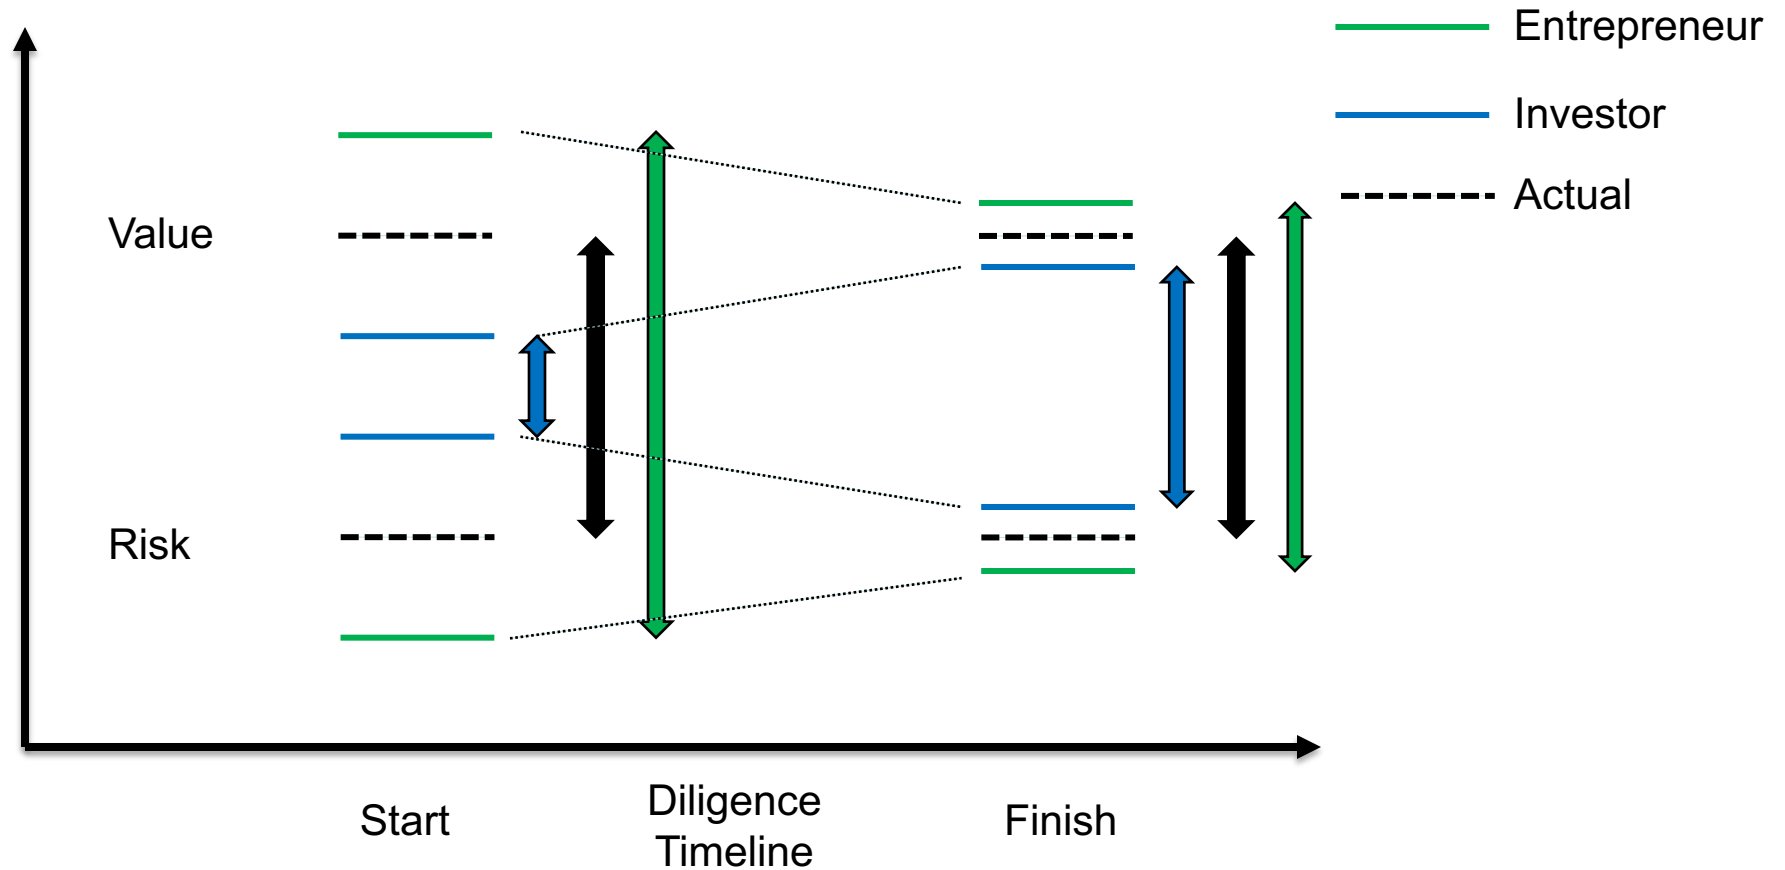 Entrepreneur
Investor
Actual
Value
Risk
Start
Diligence
Timeline
Finish